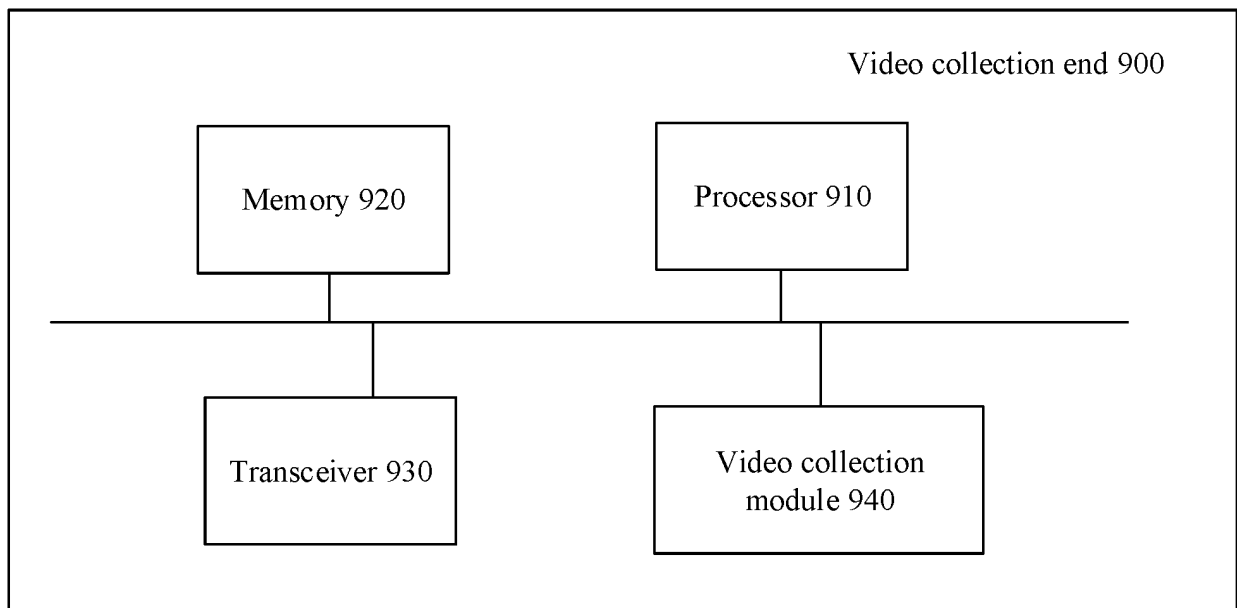 Video collection end 900
Memory 920
Processor 910
Transceiver 930
Video collection
module 940